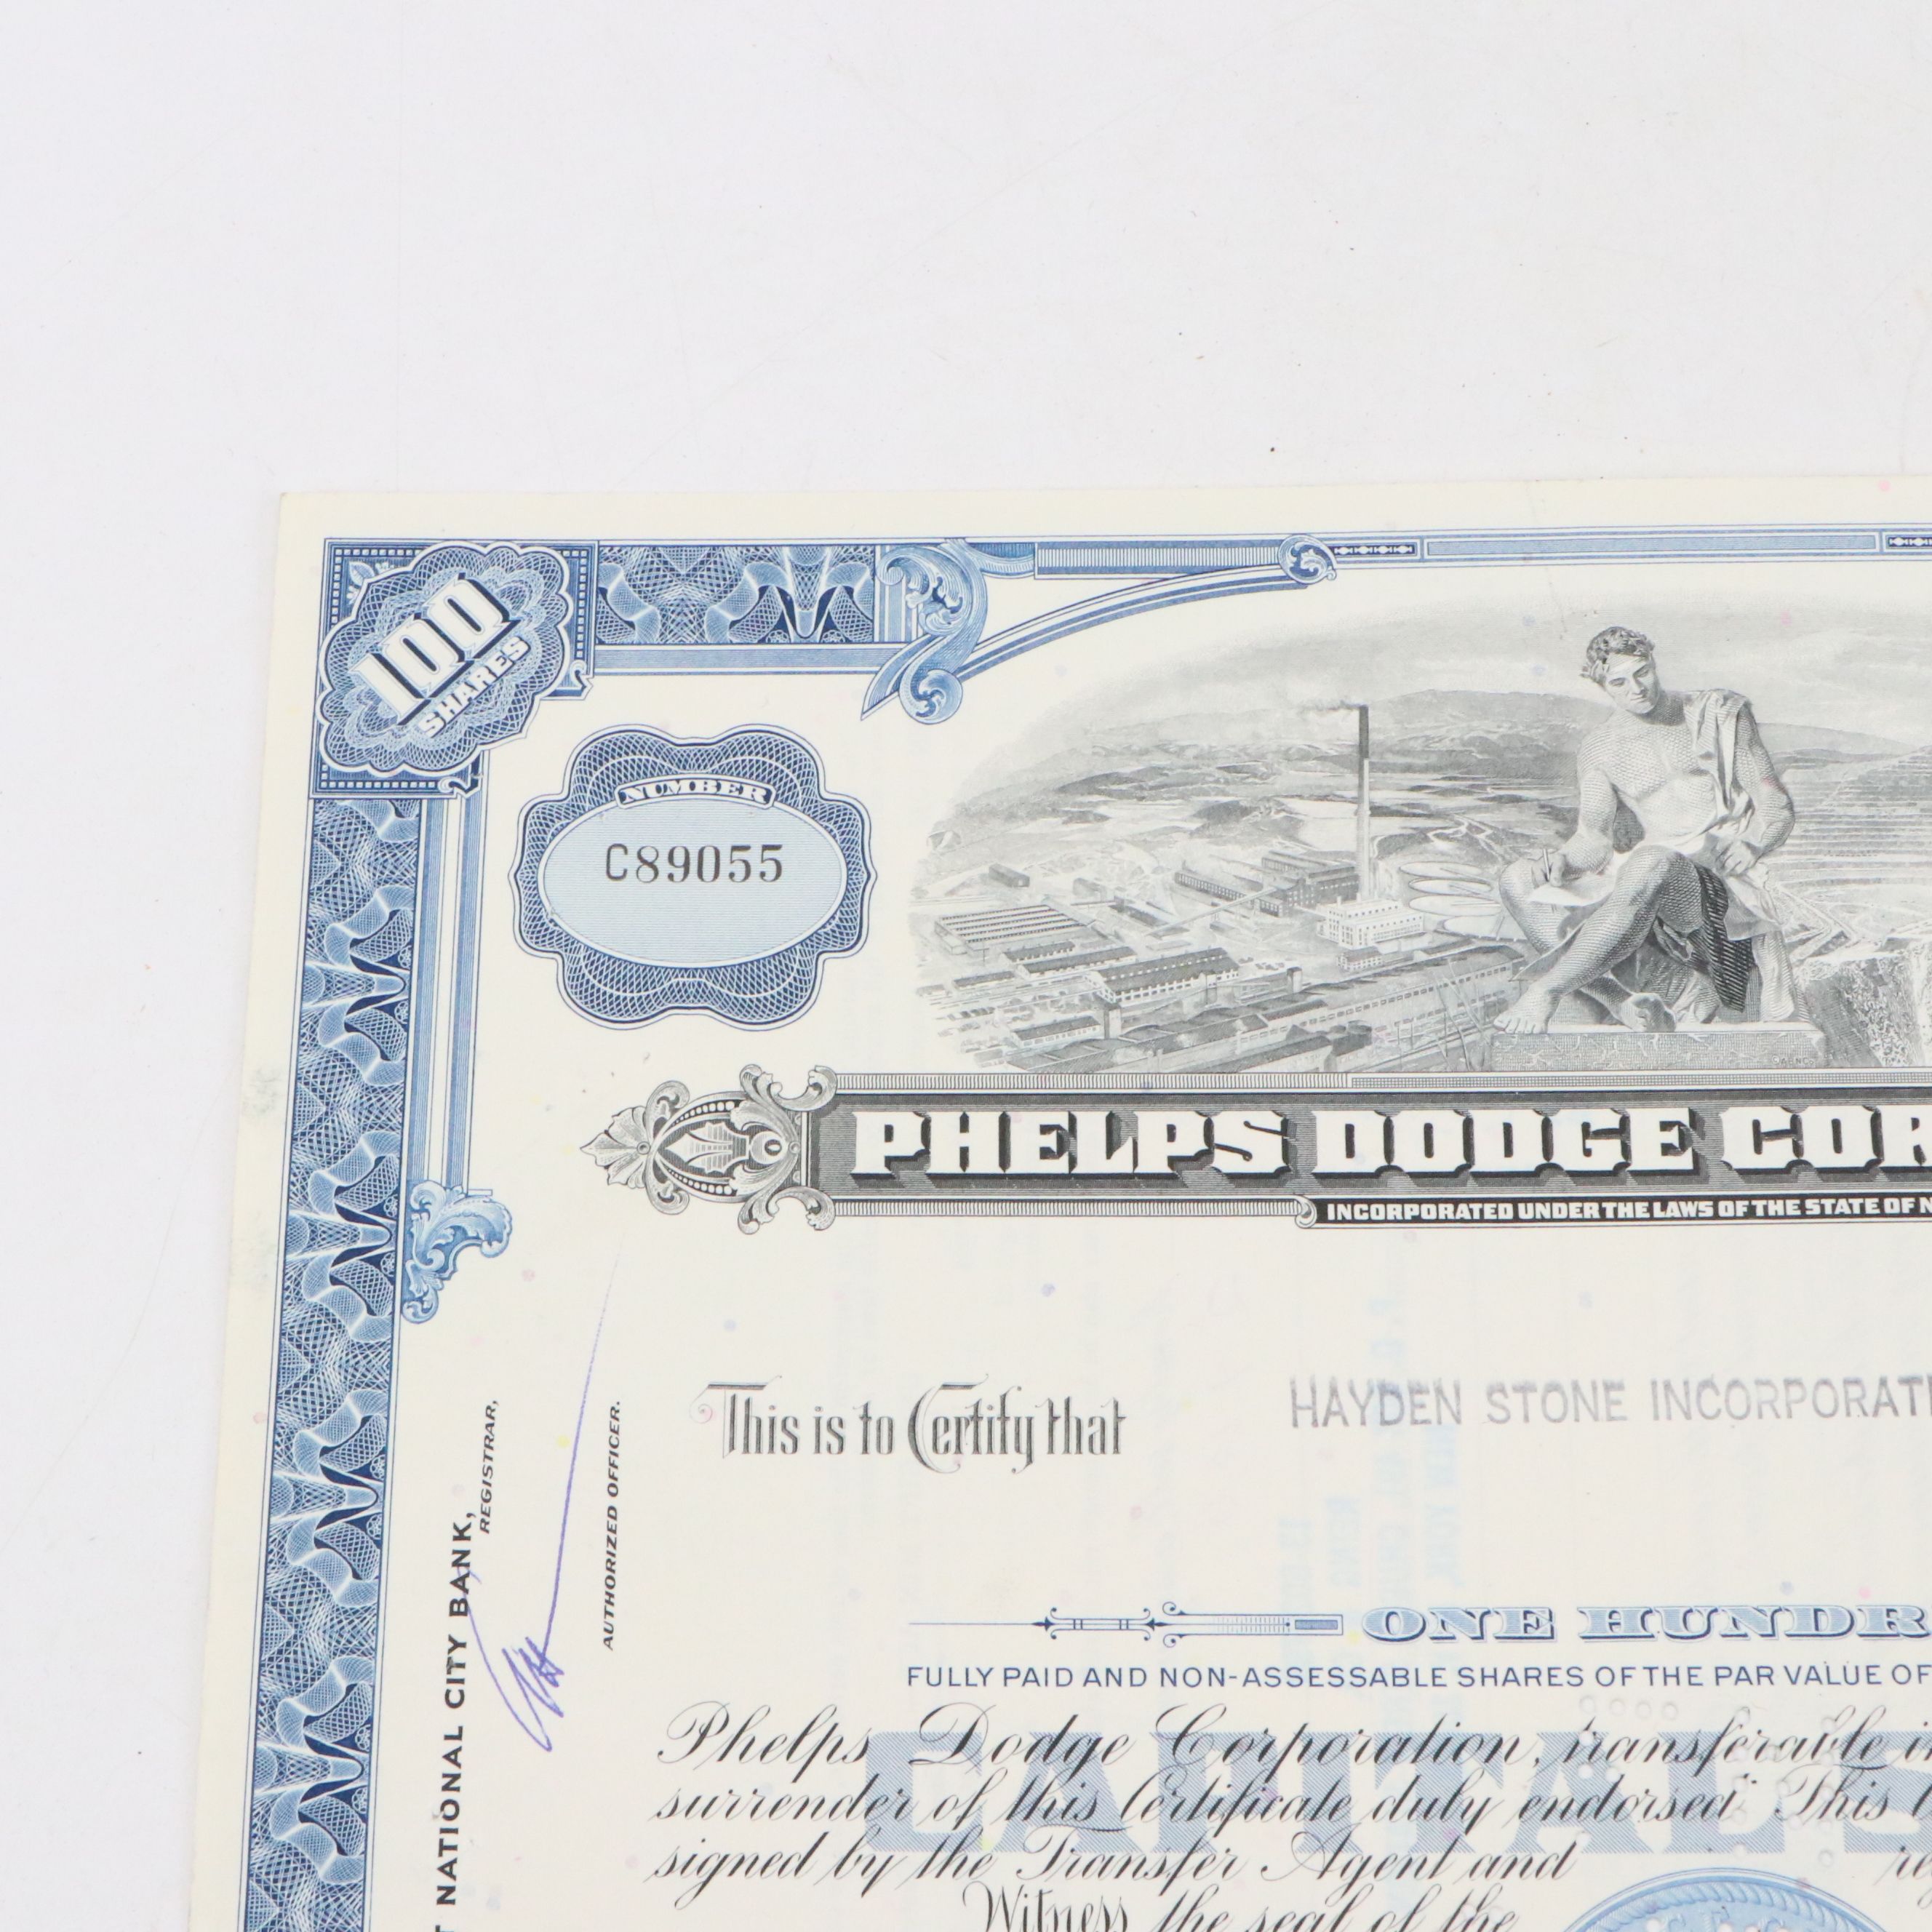 100
SHARES
NUMBER
C89055
PHELPS DODGE COR
INCORPORATED UNDER THE LAWS OF THE STATE OF N
This is to Certify that
HAYDEN STONE INCORPORAT
ONE HUNDR
FULLY PAID AND NON-ASSESSABLE SHARES OF THE PAR VALUE OF
CAPITAL S
Phelps Dodge Corporation, transferable i
surrender of this Certificate duly endorsed. This
signed by the Transfer Agent and re
Witness the seal of the
NATIONAL CITY BANK,
REGISTRAR,
AUTHORIZED OFFICER.